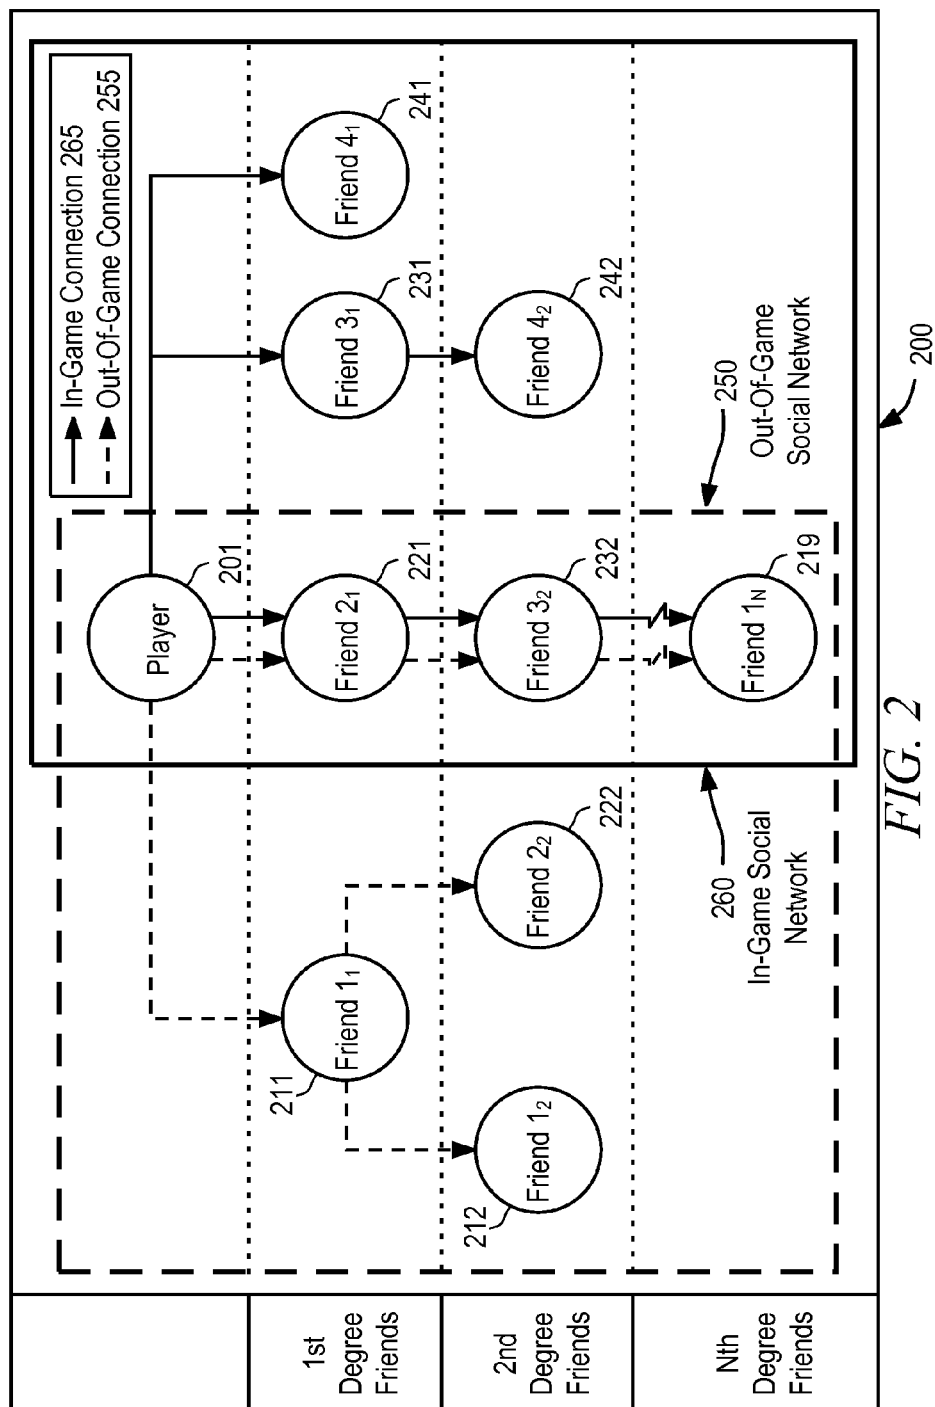 In-Game Connection 265
Out-Of-Game Connection 255
Player
201
1st
Degree
Friends
211
Friend 1₁
Friend 2₁
221
Friend 3₁
231
Friend 4₁
241
2nd
Degree
Friends
212
Friend 1₂
Friend 2₂
222
Friend 3₂
232
Friend 4₂
242
Nth
Degree
Friends
260
In-Game Social
Network
Friend 1N
219
250
Out-Of-Game
Social Network
200
FIG. 2